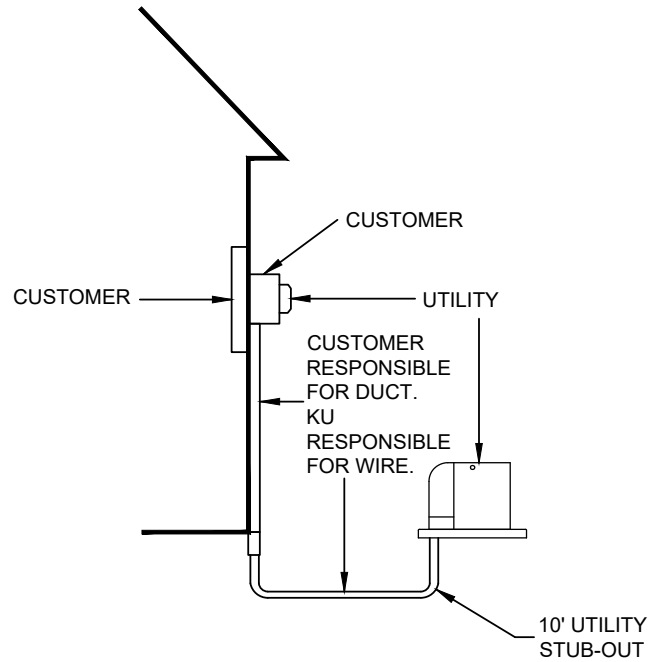 CUSTOMER
CUSTOMER
UTILITY
CUSTOMER
RESPONSIBLE
FOR DUCT.
KU
RESPONSIBLE
FOR WIRE.
10' UTILITY
STUB-OUT